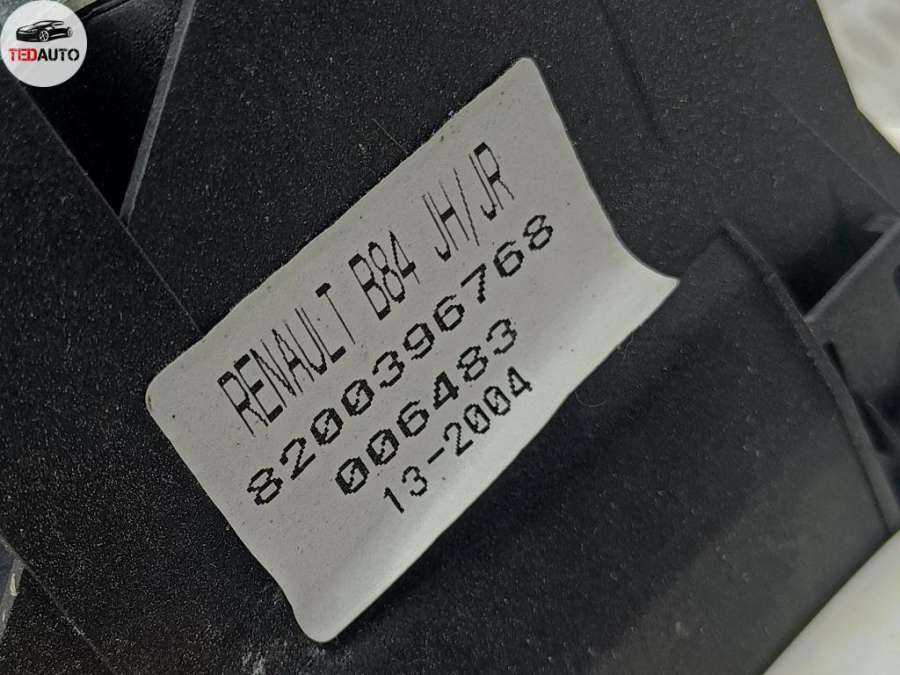 TEDAUTO
RENAULT B84 JH/JR
8200396768
006483
13-2004